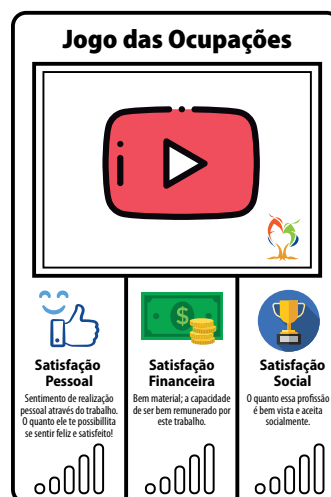 Jogo das Ocupações
Satisfação
Pessoal
Sentimento de realização
pessoal através do trabalho.
O quanto ele te possibillita
se sentir feliz e satisfeito!
Satisfação
Financeira
Bem material; a capacidade
de ser bem remunerado por
este trabalho.
Satisfação
Social
O quanto essa profissão
é bem vista e aceita
socialmente.